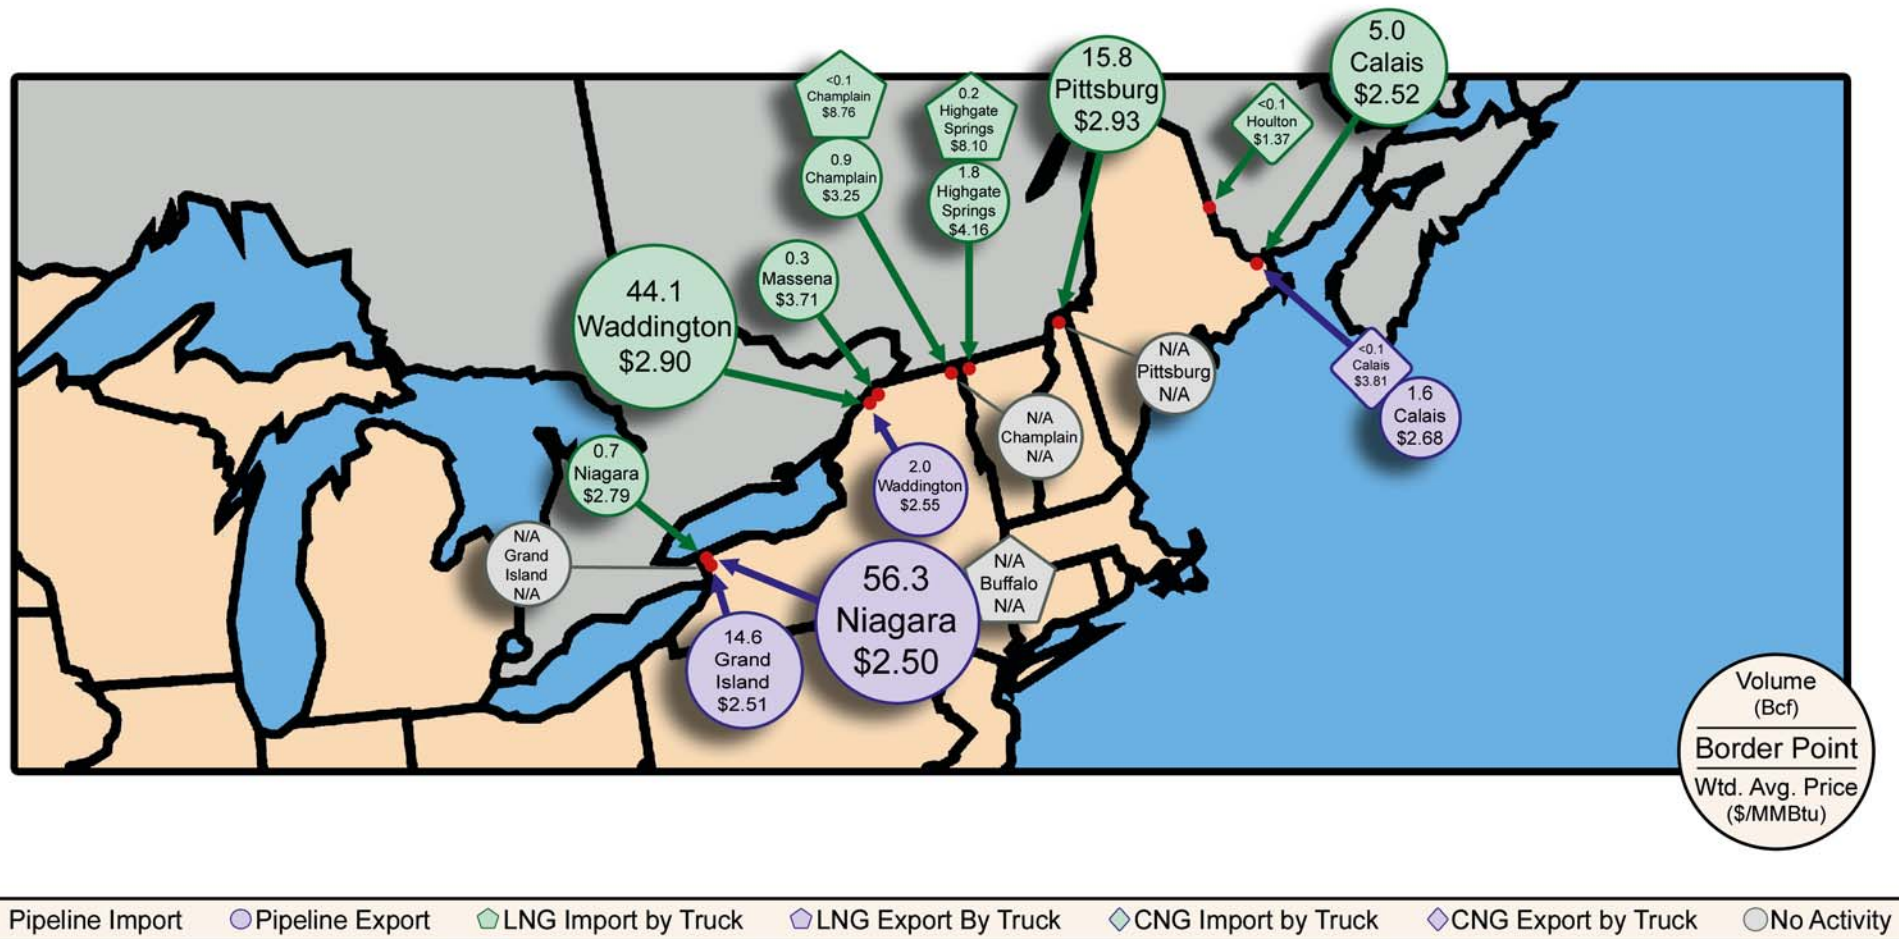 5.0
Calais
$2.52
15.8
Pittsburg
$2.93
<0.1
Champlain
$8.76
0.2
Highgate
Springs
$8.10
<0.1
Houlton
$1.37
0.9
Champlain
$3.25
1.8
Highgate
Springs
$4.16
0.3
Massena
$3.71
44.1
Waddington
$2.90
N/A
Pittsburg
N/A
<0.1
Calais
$3.81
1.6
Calais
$2.68
N/A
Champlain
N/A
0.7
Niagara
$2.79
2.0
Waddington
$2.55
N/A
Grand
Island
N/A
N/A
Buffalo
N/A
56.3
Niagara
$2.50
14.6
Grand
Island
$2.51
Volume
(Bcf)
Border Point
Wtd. Avg. Price
($/MMBtu)
Pipeline Import Pipeline Export LNG Import by Truck LNG Export By Truck CNG Import by Truck CNG Export by Truck No Activity